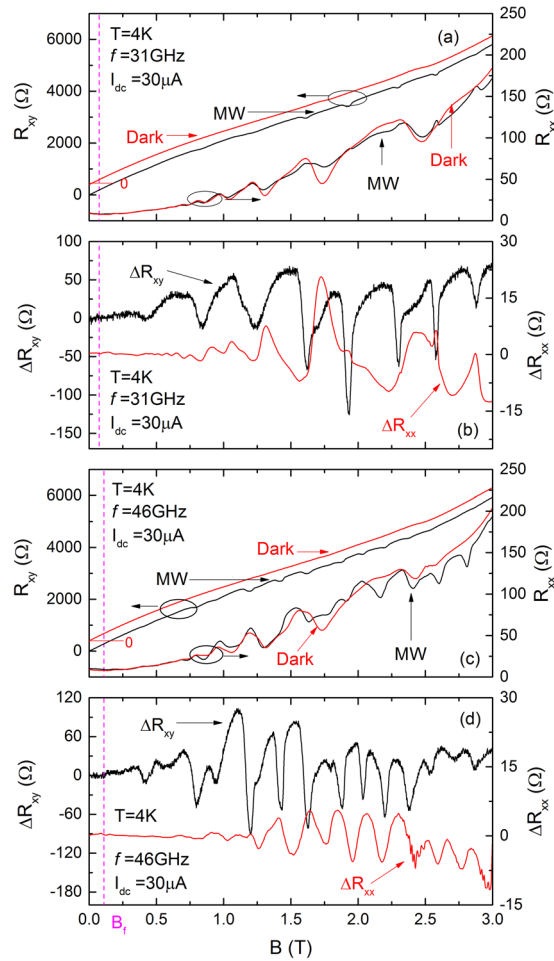 6000
4000
2000
0
R_xy (Ω)
T=4K
f=31GHz
I_dc=30μA
(a)
Dark
MW
Dark
MW
0
250
200
150
100
50
0
R_xx (Ω)
100
50
0
-50
-100
-150
ΔR_xy (Ω)
ΔR_xy
T=4K
f=31GHz
I_dc=30μA
ΔR_xx
(b)
30
15
0
-15
ΔR_xx (Ω)
6000
4000
2000
0
R_xy (Ω)
T=4K
f=46GHz
I_dc=30μA
Dark
MW
0
Dark
MW
(c)
250
200
150
100
50
0
R_xx (Ω)
120
60
0
-60
-120
-180
ΔR_xy (Ω)
ΔR_xy
(d)
T=4K
f=46GHz
I_dc=30μA
ΔR_xx
30
15
0
-15
ΔR_xx (Ω)
0.0 0.5 1.0 1.5 2.0 2.5 3.0
B_f
B (T)